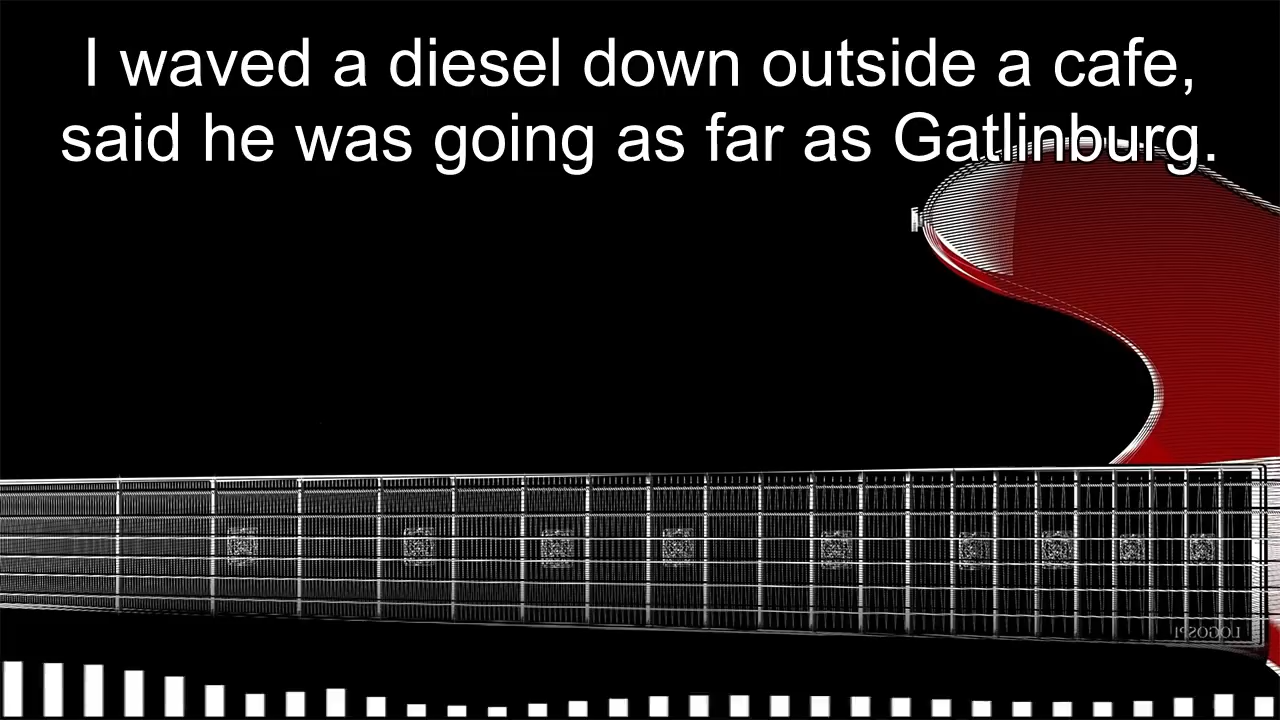 I waved a diesel down outside a cafe,
said he was going as far as Gatlinburg.